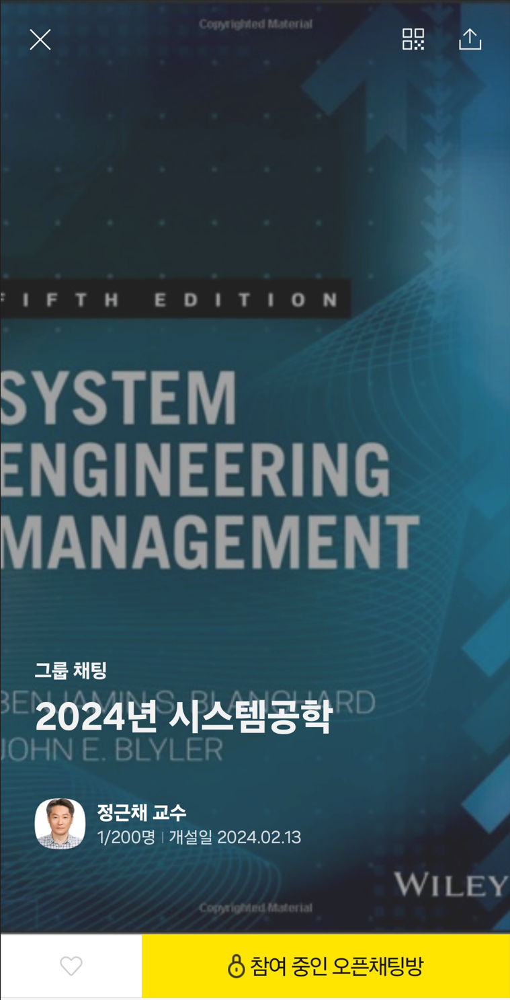 Copyrighted Material
FIFTH EDITION
SYSTEM
ENGINEERING
MANAGEMENT
그룹 채팅
BENJAMIN S. BLANCHARD
2024년 시스템공학
JOHN E. BLYLER
정근채 교수
1/200명 | 개설일 2024.02.13
WILEY
Copyrighted Material
참여 중인 오픈채팅방